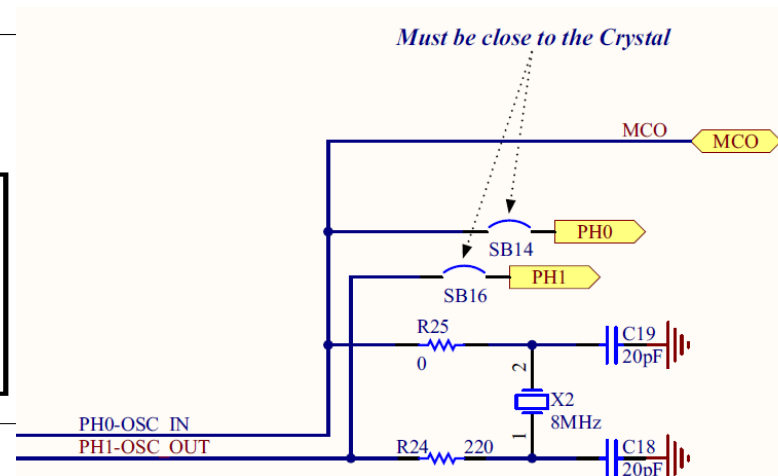 Must be close to the Crystal
MCO
MCO
PH0
SB14
PH1
SB16
R25
0
C19
20pF
2
X2
8MHz
1
PH0-OSC_IN
PH1-OSC_OUT
R24 220
C18
20pF